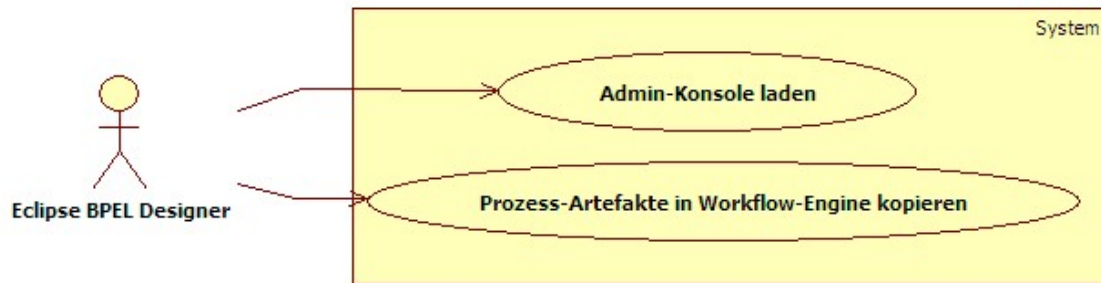 System
Admin-Konsole laden
Eclipse BPEL Designer
Prozess-Artefakte in Workflow-Engine kopieren